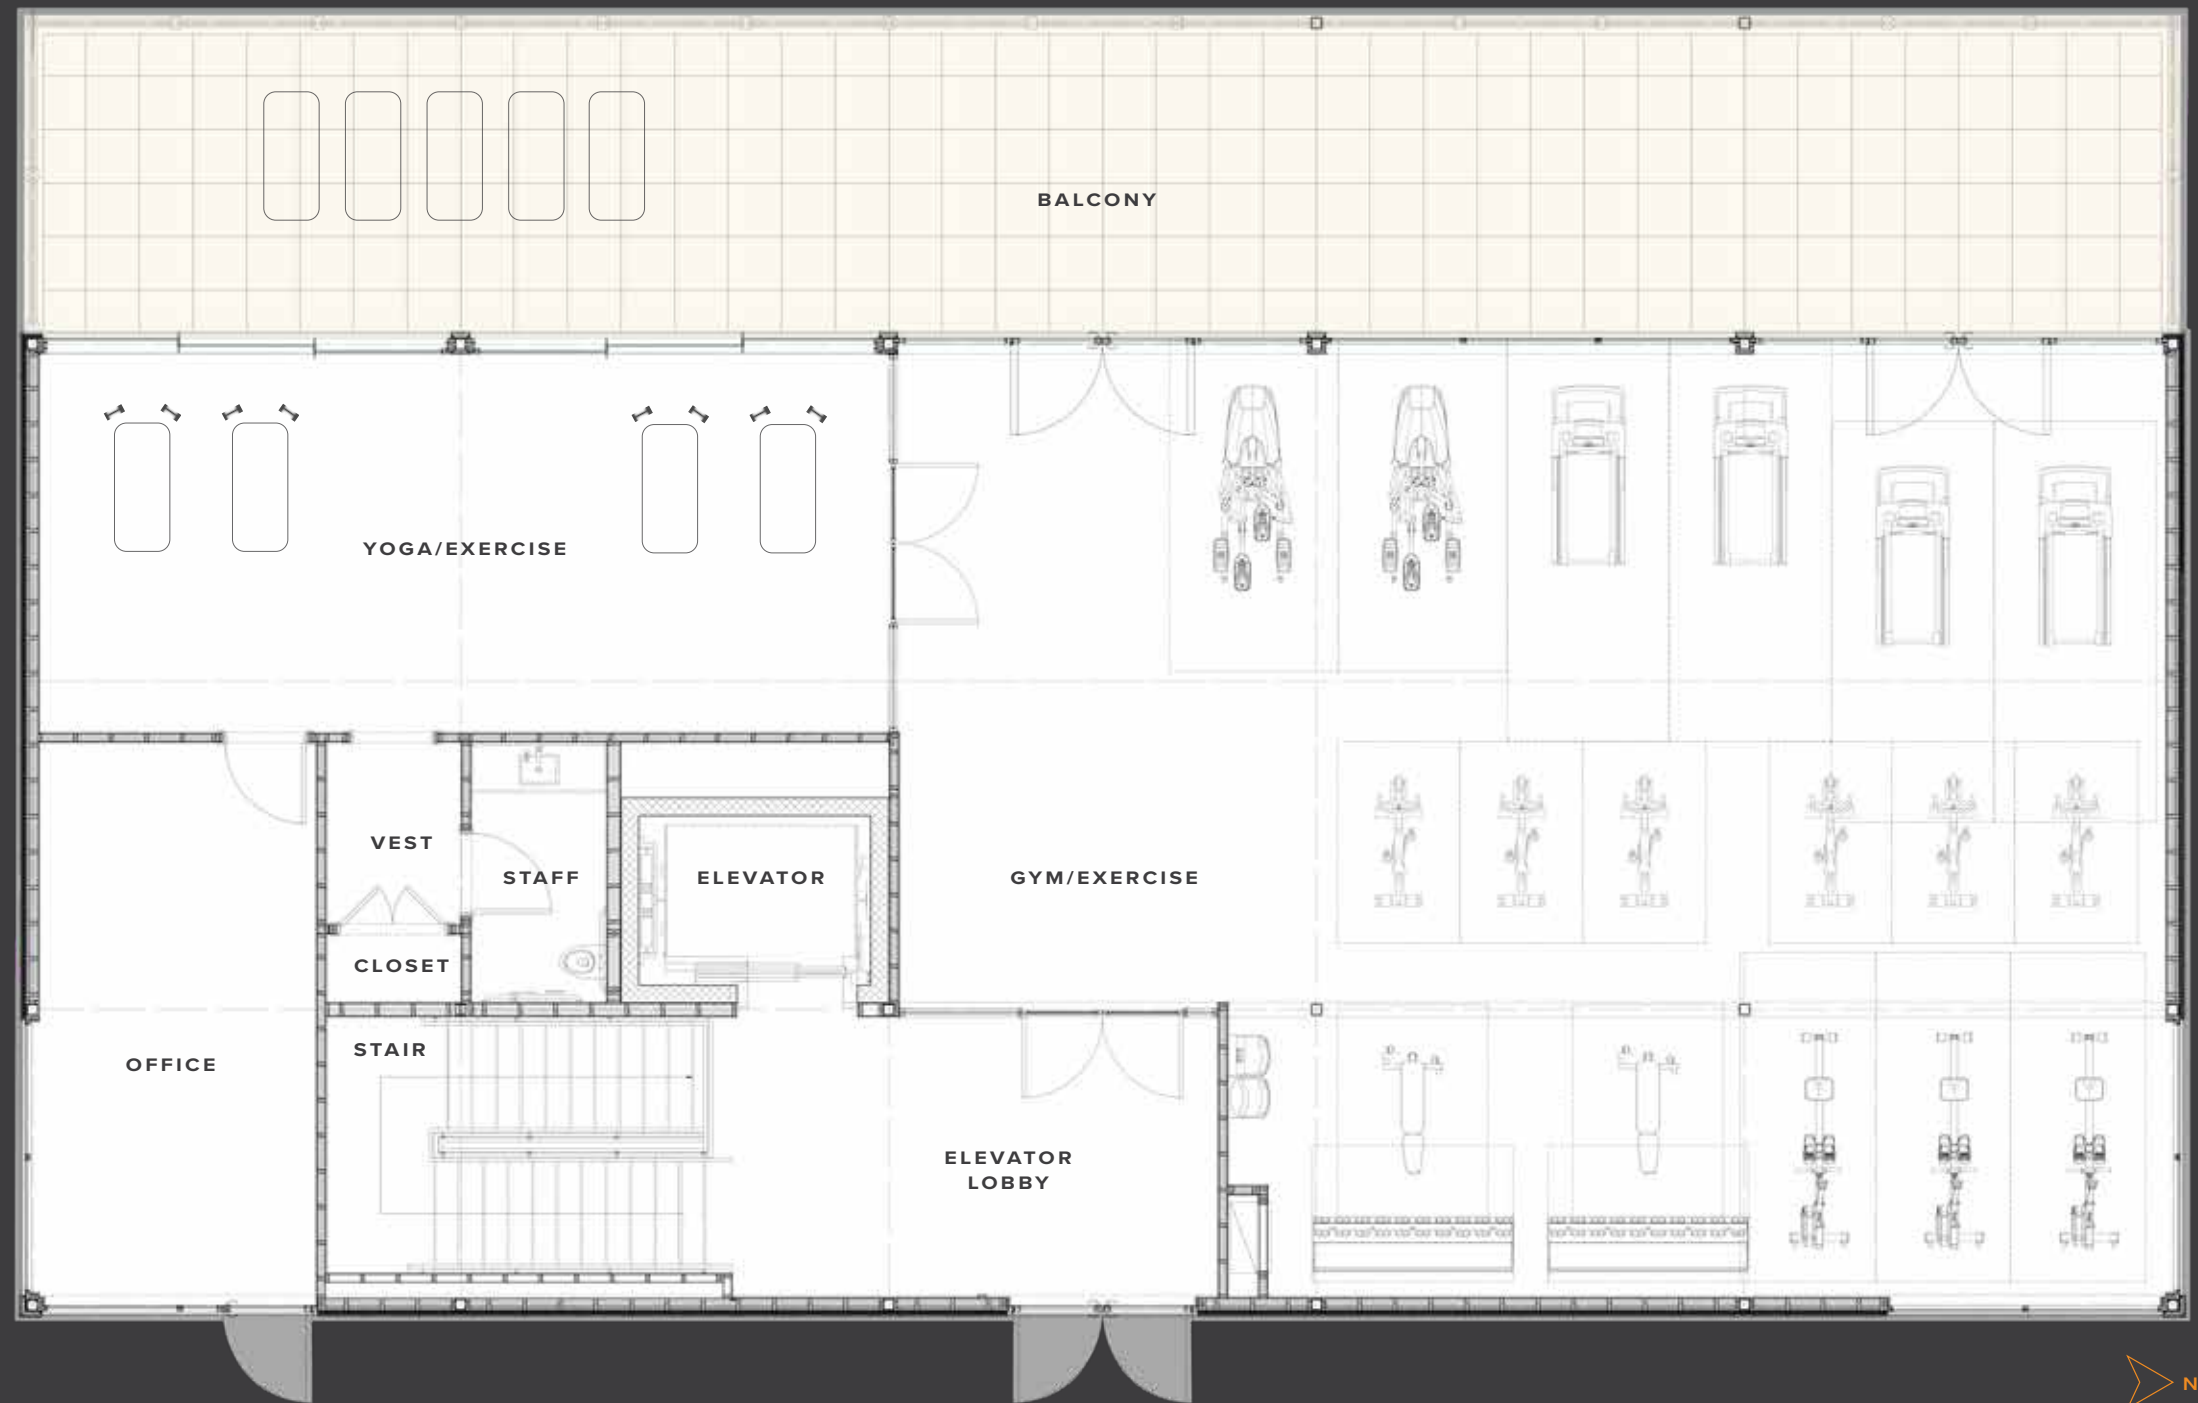 BALCONY
YOGA/EXERCISE
VEST
STAFF
ELEVATOR
GYM/EXERCISE
CLOSET
STAIR
OFFICE
ELEVATOR
LOBBY
N